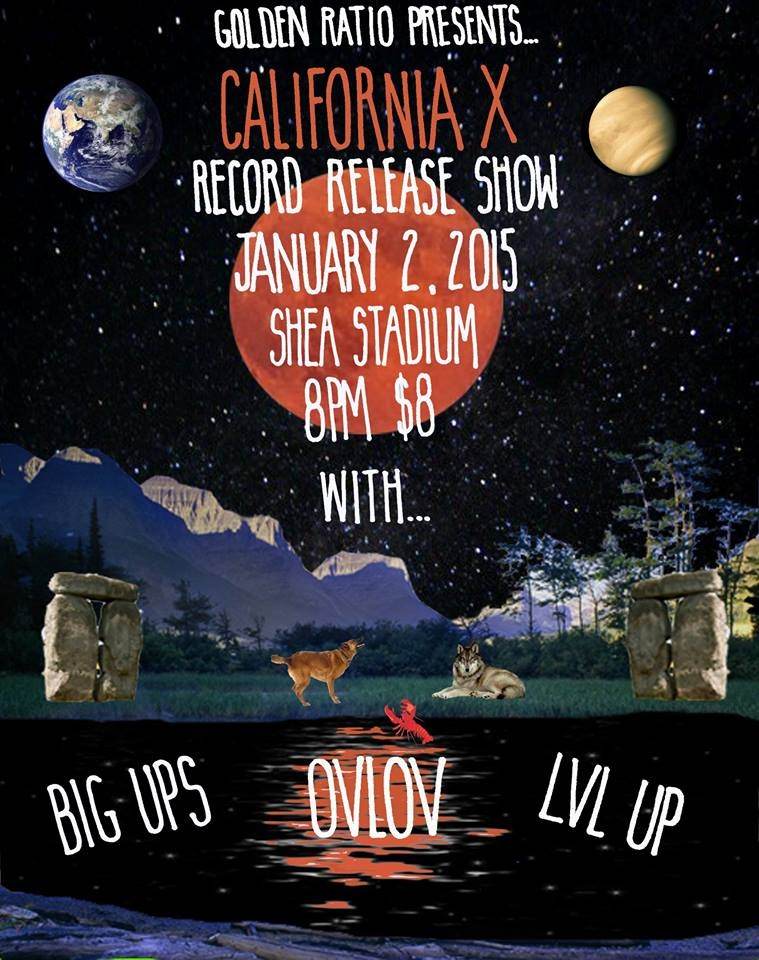 GOLDEN RATIO PRESENTS...
CALIFORNIA X
RECORD RELEASE SHOW
JANUARY 2, 2015
SHEA STADIUM
8PM $8
WITH...
BIG UPS
OVLOV
LVL UP